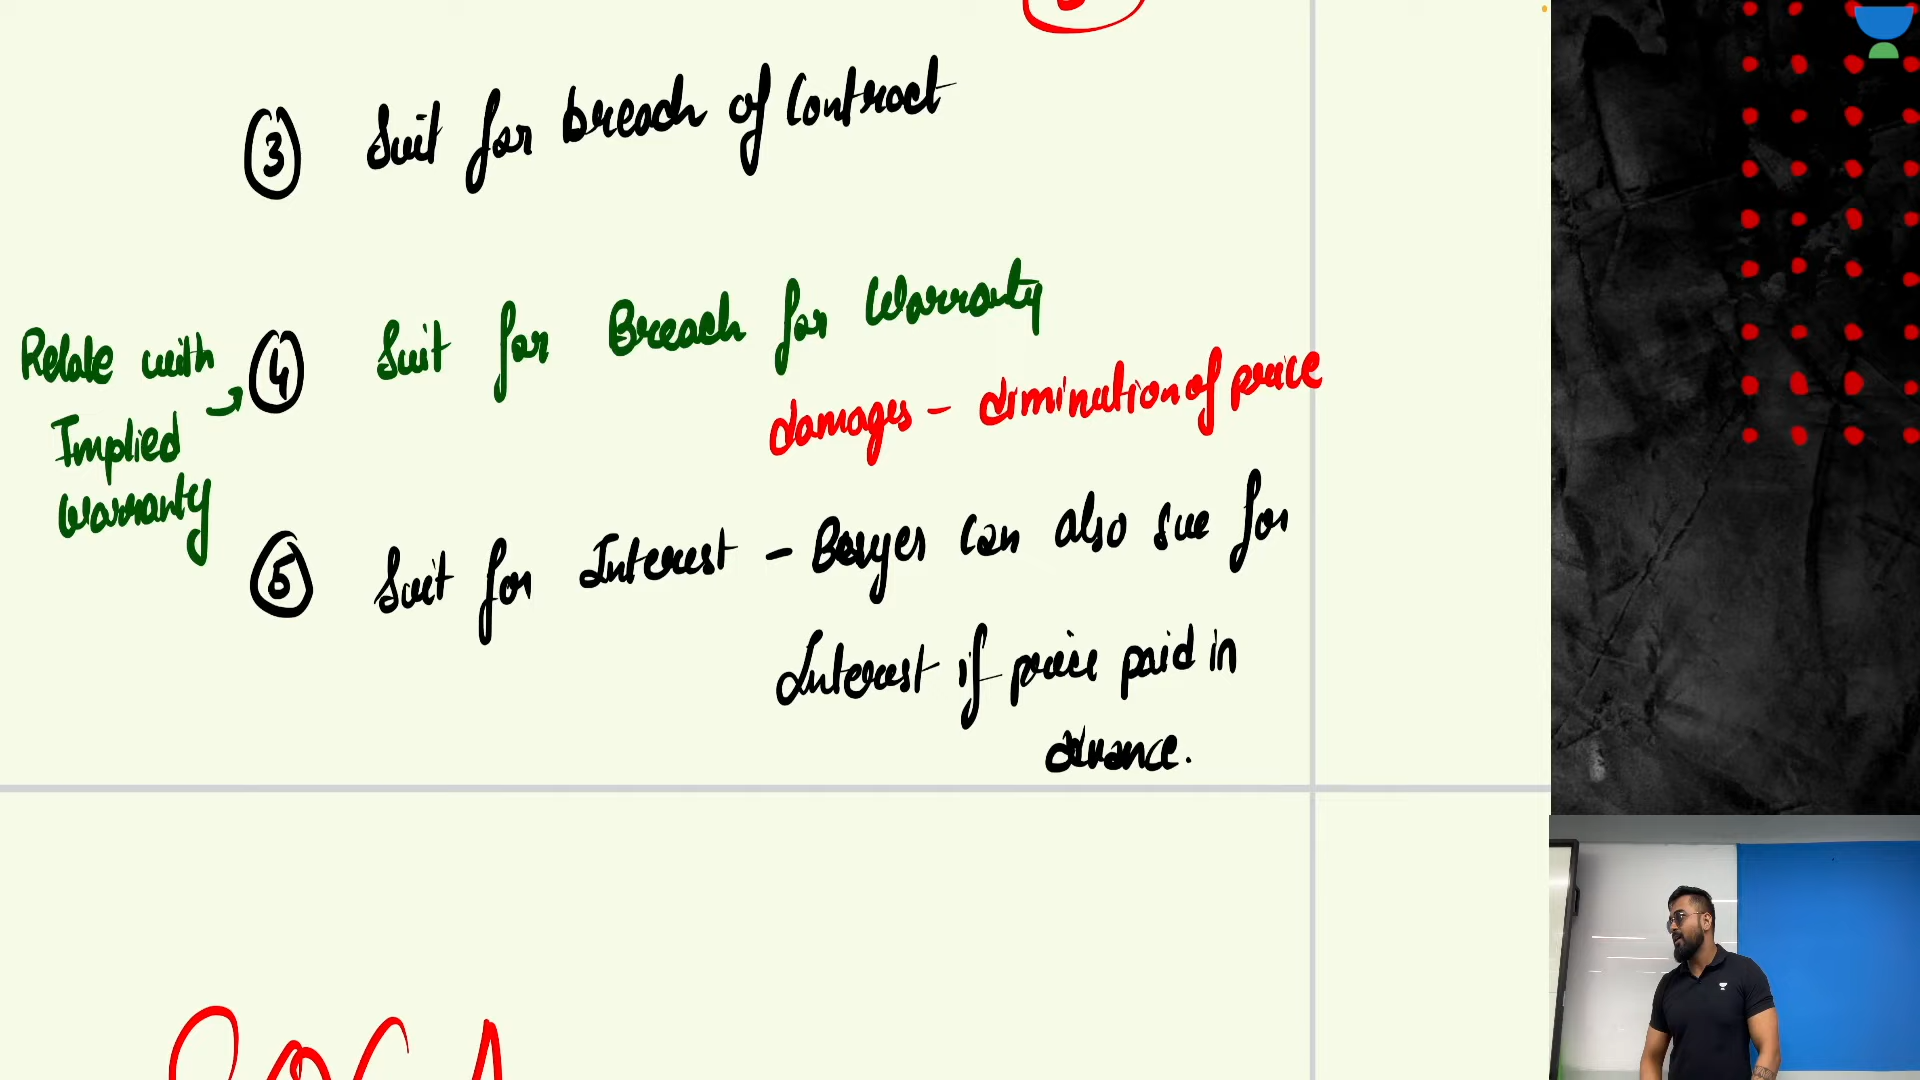 3 Suit for breach of Contract
4 Suit for Breach for Warranty
Relate with
Implied
Warranty
damages - diminution of price
5 Suit for Interest - Buyer can also sue for
Interest if price paid in
advance.